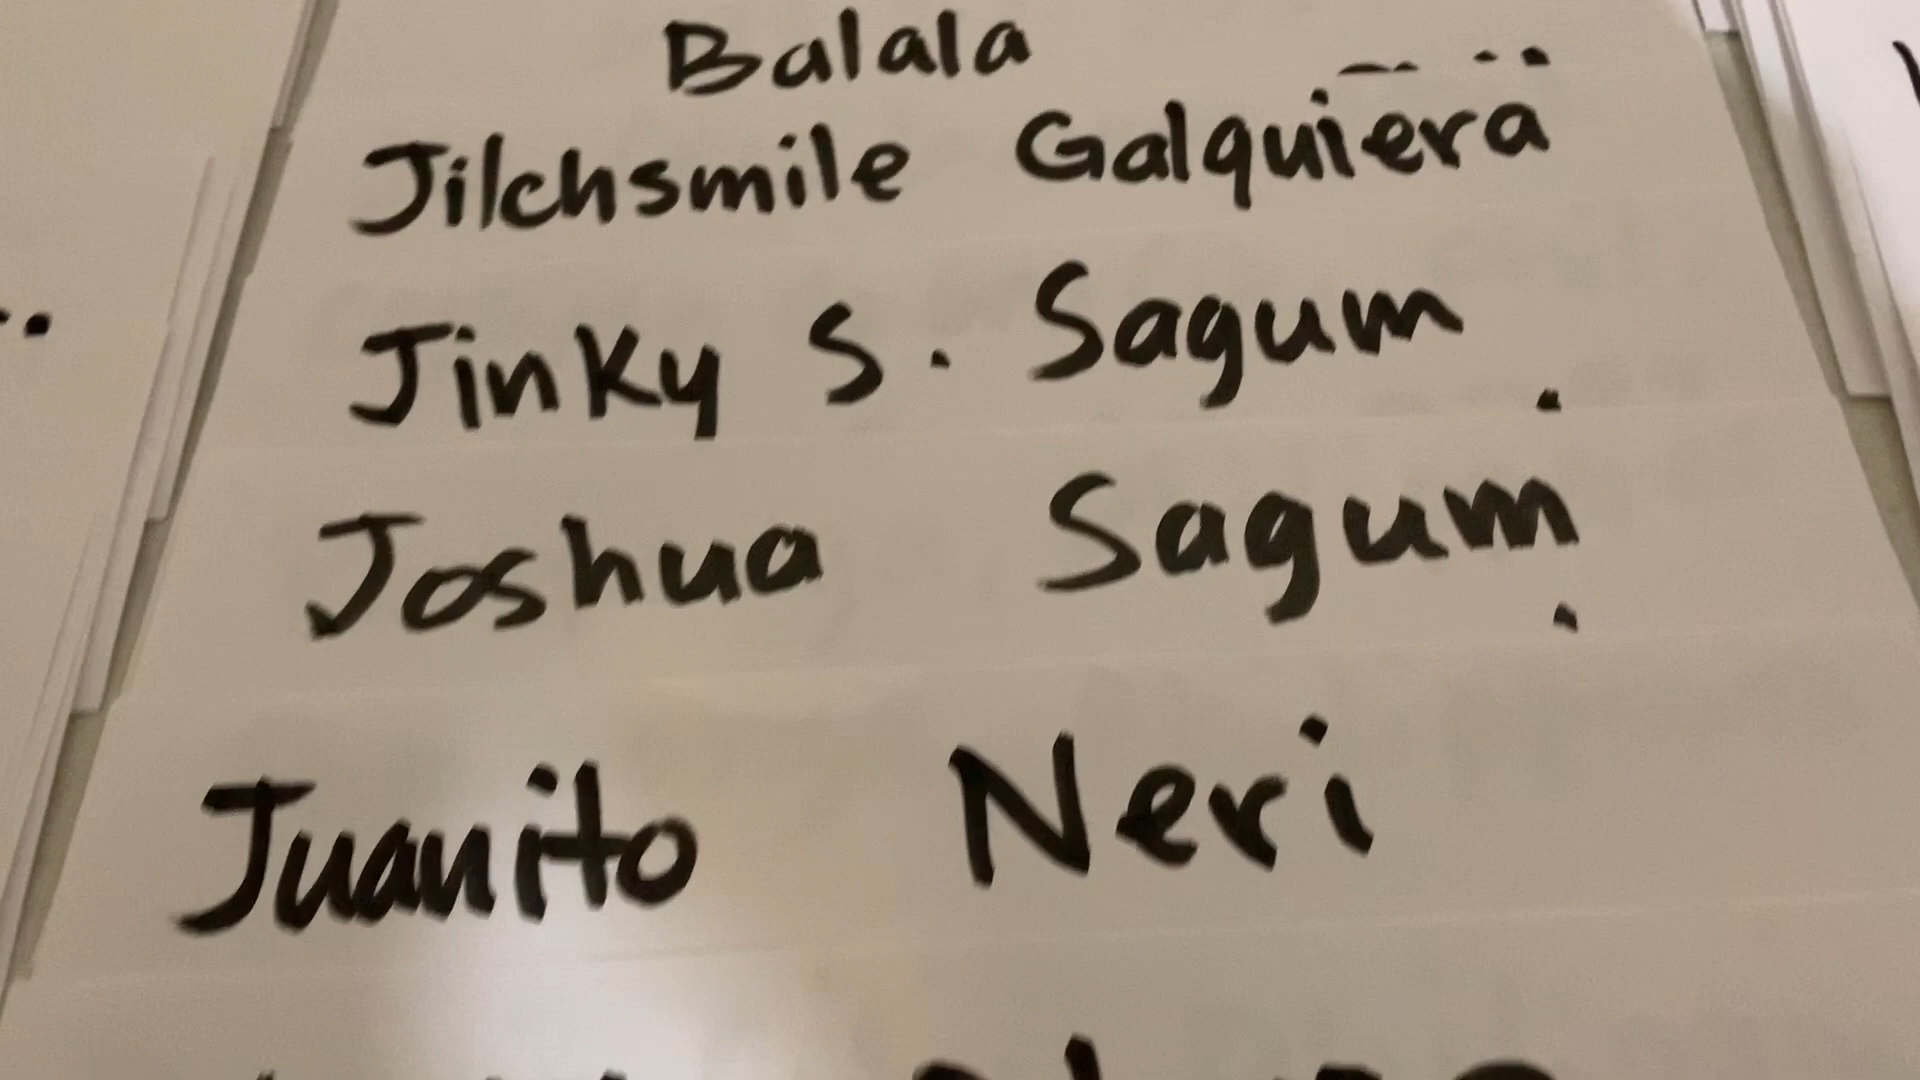 Balala
Jilchsmile Galquiera
Jinky S. Sagum
Joshua Sagum
Juanito Neri